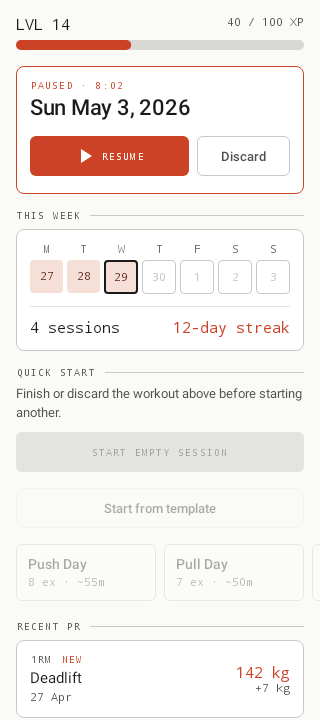 LVL 14
40 / 100 XP
PAUSED · 8:02
Sun May 3, 2026
RESUME
Discard
THIS WEEK
M T W T F S S
27 28 29 30 1 2 3
4 sessions
12-day streak
QUICK START
Finish or discard the workout above before starting
another.
START EMPTY SESSION
Start from template
Push Day
8 ex · ~55m
Pull Day
7 ex · ~50m
RECENT PR
1RM NEW
Deadlift
27 Apr
142 kg
+7 kg